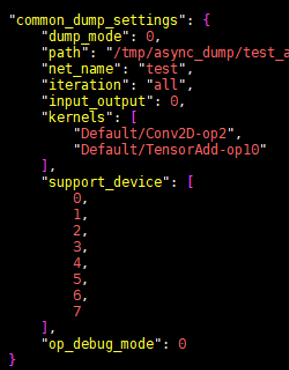 "common_dump_settings": {
"dump_mode": 0,
"path": "/tmp/async_dump/test_a
"net_name": "test",
"iteration": "all",
"input_output": 0,
"kernels": [
"Default/Conv2D-op2",
"Default/TensorAdd-op10"
],
"support_device": [
0,
1,
2,
3,
4,
5,
6,
7
],
"op_debug_mode": 0
}